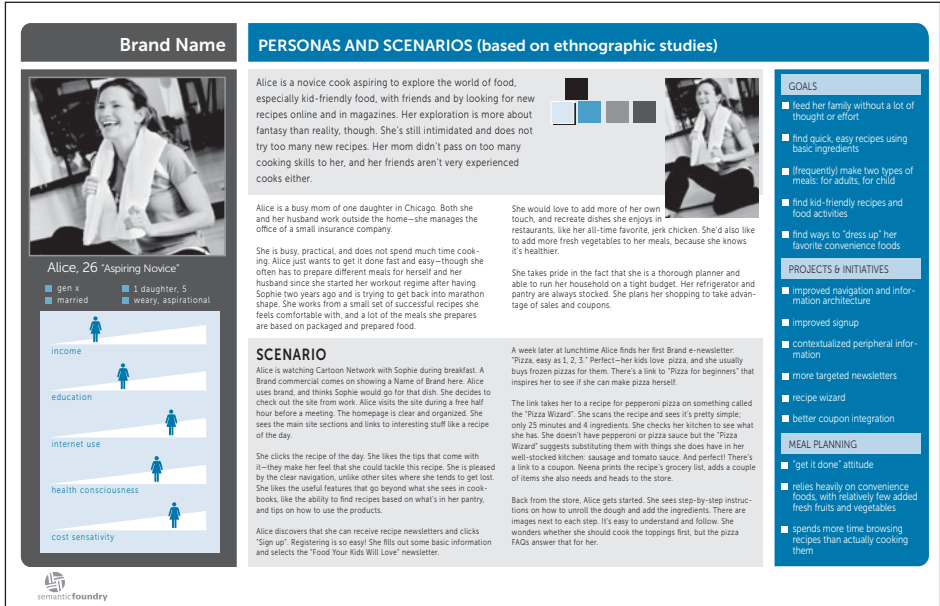 Brand Name
PERSONAS AND SCENARIOS (based on ethnographic studies)
Alice, 26 "Aspiring Novice"
gen x
1 daughter, 5
married
weary, aspirational
income
education
internet use
health consciousness
cost sensativity
Alice is a novice cook aspiring to explore the world of food,
especially kid-friendly food, with friends and by looking for new
recipes online and in magazines. Her exploration is more about
fantasy than reality, though. She's still intimidated and does not
try too many new recipes. Her mom didn't pass on too many
cooking skills to her, and her friends aren't very experienced
cooks either.
Alice is a busy mom of one daughter in Chicago. Both she
and her husband work outside the home—she manages the
office of a small insurance company.
She is busy, practical, and does not spend much time cook-
ing. Alice just wants to get it done fast and easy—though she
often has to prepare different meals for herself and her
husband since she started her workout regime after having
Sophie two years ago and is trying to get back into marathon
shape. She works from a small set of successful recipes she
feels comfortable with, and a lot of the meals she prepares
are based on packaged and prepared food.
She would love to add more of her own
touch, and recreate dishes she enjoys in
restaurants, like her all-time favorite, jerk chicken. She'd also like
to add more fresh vegetables to her meals, because she knows
it's healthier.
She takes pride in the fact that she is a thorough planner and
able to run her household on a tight budget. Her refrigerator and
pantry are always stocked. She plans her shopping to take advan-
tage of sales and coupons.
SCENARIO
Alice is watching Cartoon Network with Sophie during breakfast. A
Brand commercial comes on showing a Name of Brand here. Alice
uses brand, and thinks Sophie would go for that dish. She decides to
check out the site from work. Alice visits the site during a free half
hour before a meeting. The homepage is clear and organized. She
sees the main site sections and links to interesting stuff like a recipe
of the day.
She clicks the recipe of the day. She likes the tips that come with
it—they make her feel that she could tackle this recipe. She is pleased
by the clear navigation, unlike other sites where she tends to get lost.
She likes the useful features that go beyond what she sees in cook-
books, like the ability to find recipes based on what's in her pantry,
and tips on how to use the products.
Alice discovers that she can receive recipe newsletters and clicks
"Sign up". Registering is so easy! She fills out some basic information
and selects the "Food Your Kids Will Love" newsletter.
A week later at lunchtime Alice finds her first Brand e-newsletter:
"Pizza, easy as 1, 2, 3." Perfect—her kids love pizza, and she usually
buys frozen pizzas for them. There's a link to "Pizza for beginners" that
inspires her to see if she can make pizza herself.
The link takes her to a recipe for pepperoni pizza on something called
the "Pizza Wizard". She scans the recipe and sees it's pretty simple;
only 25 minutes and 4 ingredients. She checks her kitchen to see what
she has. She doesn't have pepperoni or pizza sauce but the "Pizza
Wizard" suggests substituting them with things she does have in her
well-stocked kitchen: sausage and tomato sauce. And perfect! There's
a link to a coupon. Neena prints the recipe's grocery list, adds a couple
of items she also needs and heads to the store.
Back from the store, Alice gets started. She sees step-by-step instruc-
tions on how to unroll the dough and add the ingredients. There are
images next to each step. It's easy to understand and follow. She
wonders whether she should cook the toppings first, but the pizza
FAQs answer that for her.
GOALS
feed her family without a lot of
thought or effort
find quick, easy recipes using
basic ingredients
(frequently) make two types of
meals: for adults, for child
find kid-friendly recipes and
food activities
find ways to "dress up" her
favorite convenience foods
PROJECTS & INITIATIVES
improved navigation and infor-
mation architecture
improved signup
contextualized peripheral infor-
mation
more targeted newsletters
recipe wizard
better coupon integration
MEAL PLANNING
"get it done" attitude
relies heavily on convenience
foods, with relatively few added
fresh fruits and vegetables
spends more time browsing
recipes than actually cooking
them
semanticfoundry